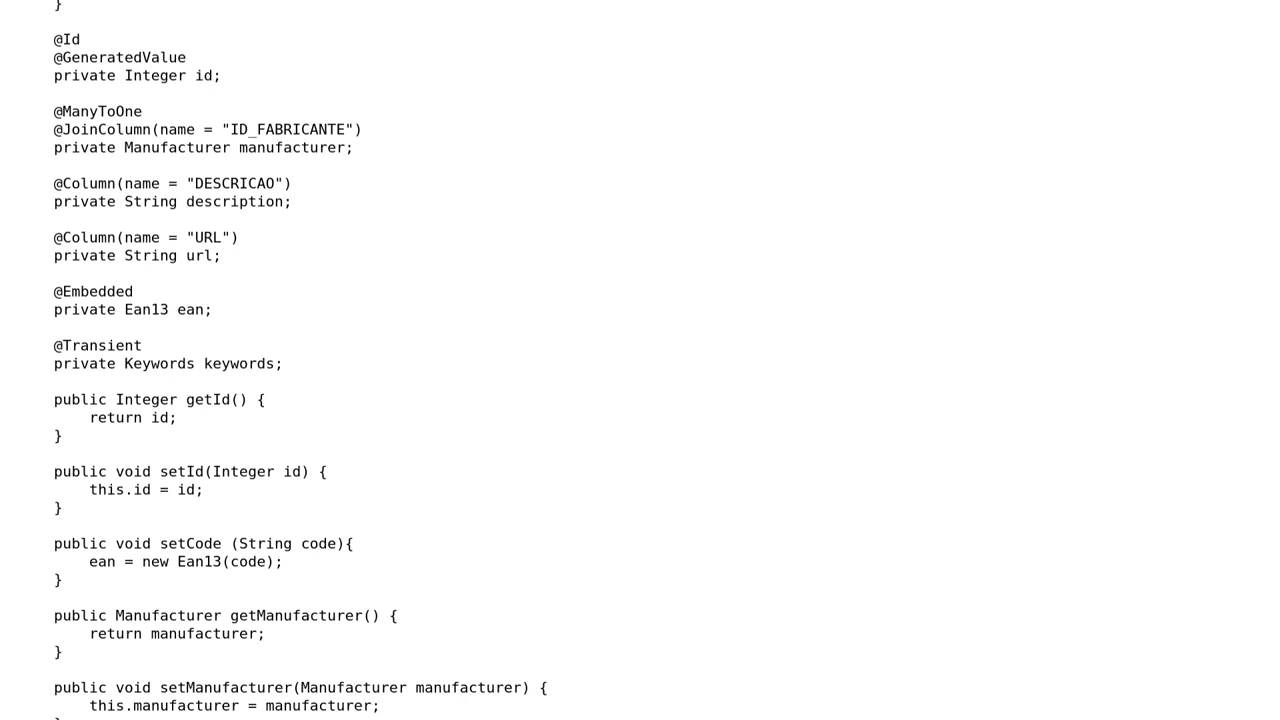 }
@Id
@GeneratedValue
private Integer id;
@ManyToOne
@JoinColumn(name = "ID_FABRICANTE")
private Manufacturer manufacturer;
@Column(name = "DESCRICAO")
private String description;
@Column(name = "URL")
private String url;
@Embedded
private Ean13 ean;
@Transient
private Keywords keywords;
public Integer getId() {
    return id;
}
public void setId(Integer id) {
    this.id = id;
}
public void setCode (String code){
    ean = new Ean13(code);
}
public Manufacturer getManufacturer() {
    return manufacturer;
}
public void setManufacturer(Manufacturer manufacturer) {
    this.manufacturer = manufacturer;
}